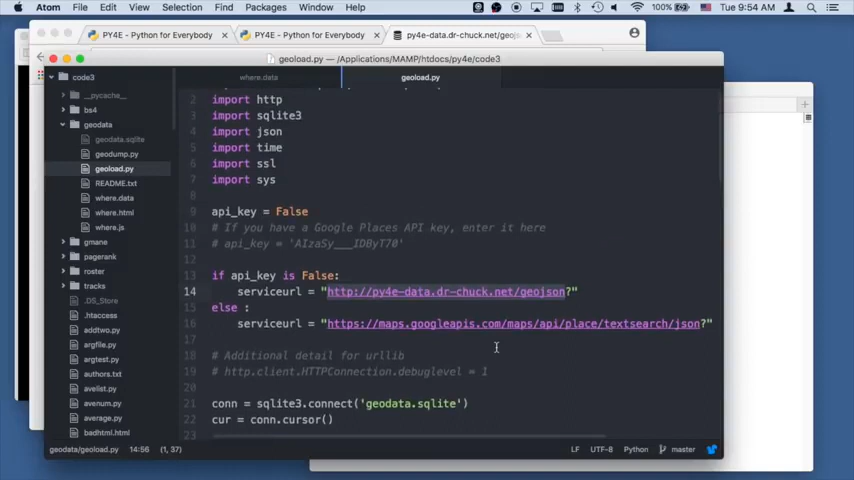 Atom File Edit View Selection Find Packages Window Help 100% Tue 9:54 AM
PY4E - Python for Everybody × PY4E - Python for Everybody × py4e-data.dr-chuck.net/geojs ×
geoload.py — /Applications/MAMP/htdocs/py4e/code3
code3 where.data geoload.py
__pycache__
bs4
geodata
geodata.sqlite
geodump.py
geoload.py
README.txt
where.data
where.html
where.js
gmane
pagerank
roster
tracks
.DS_Store
.htaccess
addtwo.py
argfile.py
argtest.py
authors.txt
avelist.py
avenum.py
average.py
badhtml.html
2 import http
3 import sqlite3
4 import json
5 import time
6 import ssl
7 import sys
8
9 api_key = False
10 # If you have a Google Places API key, enter it here
11 # api_key = 'AIzaSy___IDByT70'
12
13 if api_key is False:
14 serviceurl = "http://py4e-data.dr-chuck.net/geojson?"
15 else :
16 serviceurl = "https://maps.googleapis.com/maps/api/place/textsearch/json?"
17
18 # Additional detail for urllib
19 # http.client.HTTPConnection.debuglevel = 1
20
21 conn = sqlite3.connect('geodata.sqlite')
22 cur = conn.cursor()
23
geodata/geoload.py 14:56 (1, 37) LF UTF-8 Python master